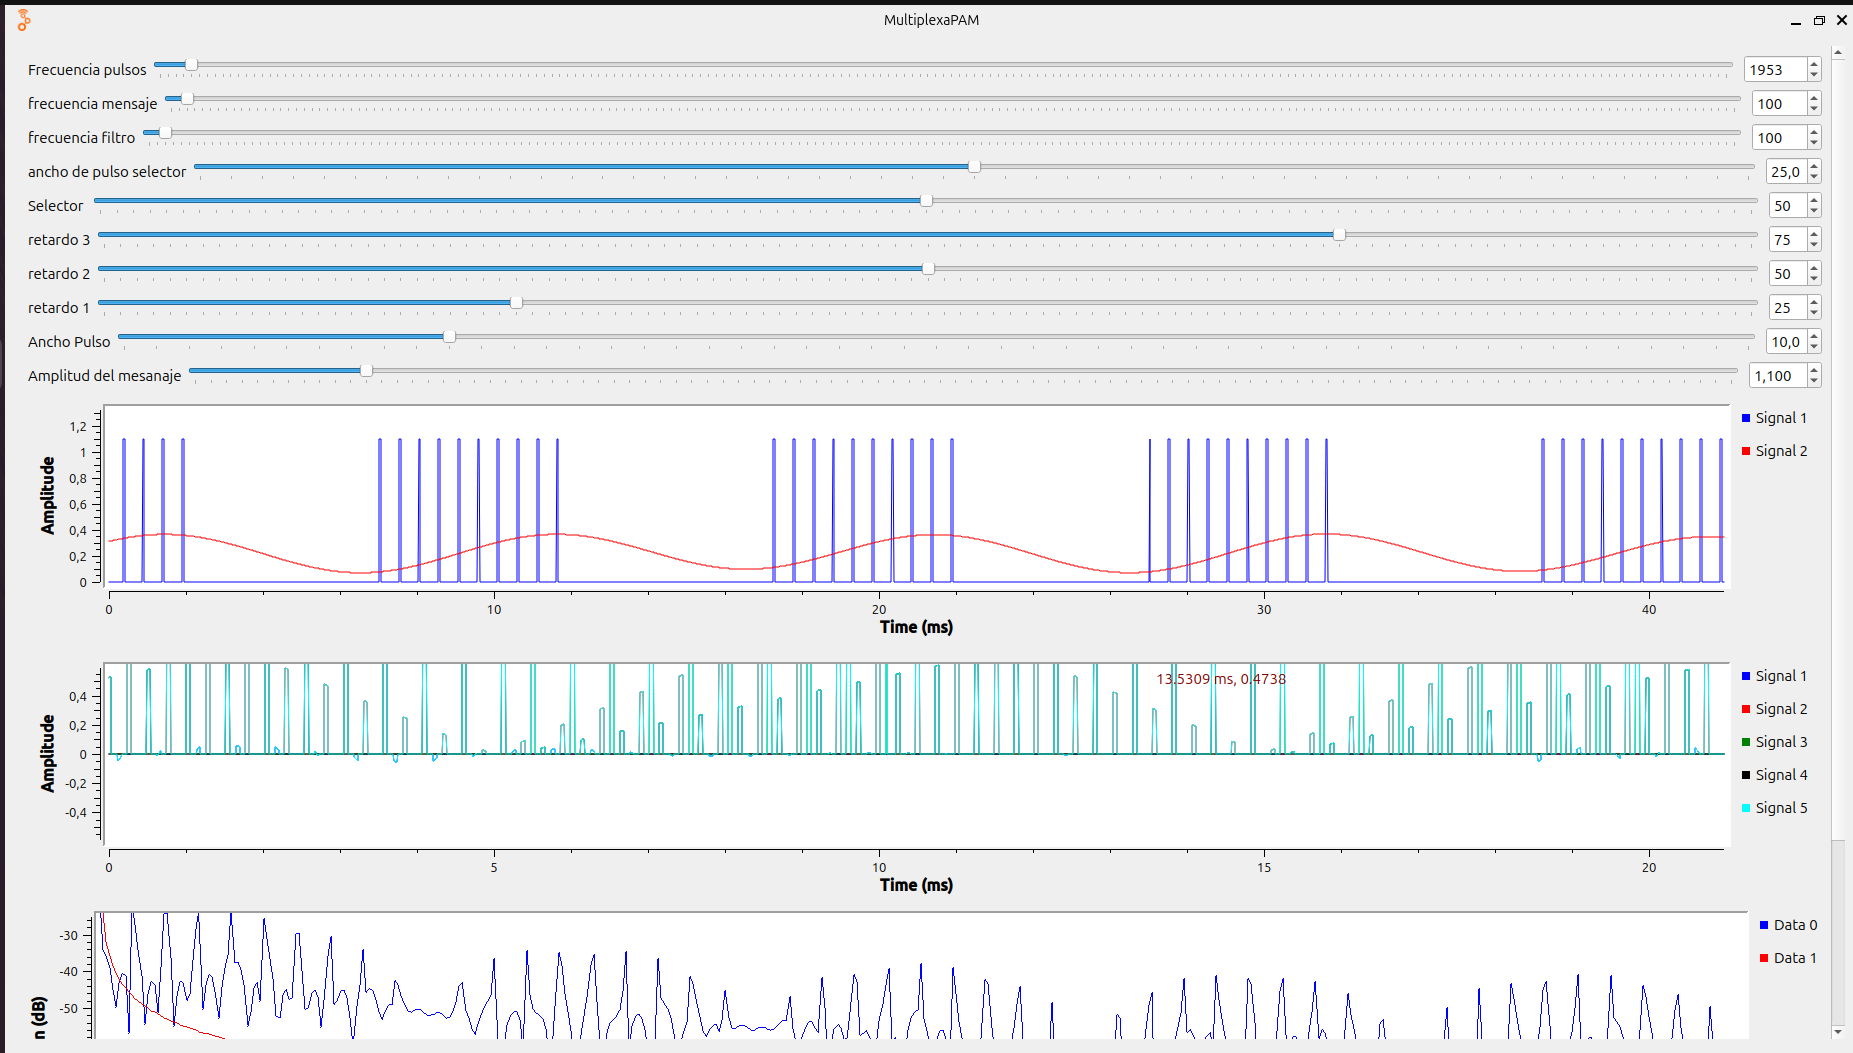 MultiplexaPAM
Frecuencia pulsos 1953
frecuencia mensaje 100
frecuencia filtro 100
ancho de pulso selector 25,0
Selector 50
retardo 3 75
retardo 2 50
retardo 1 25
Ancho Pulso 10,0
Amplitud del mesanaje 1,100
Amplitude
1,2
1
0,8
0,6
0,4
0,2
0
0 10 20 30 40
Time (ms)
Signal 1
Signal 2
Amplitude
0,4
0,2
0
-0,2
-0,4
13.5309 ms, 0.4738
0 5 10 15 20
Time (ms)
Signal 1
Signal 2
Signal 3
Signal 4
Signal 5
n (dB)
-30
-40
-50
Data 0
Data 1